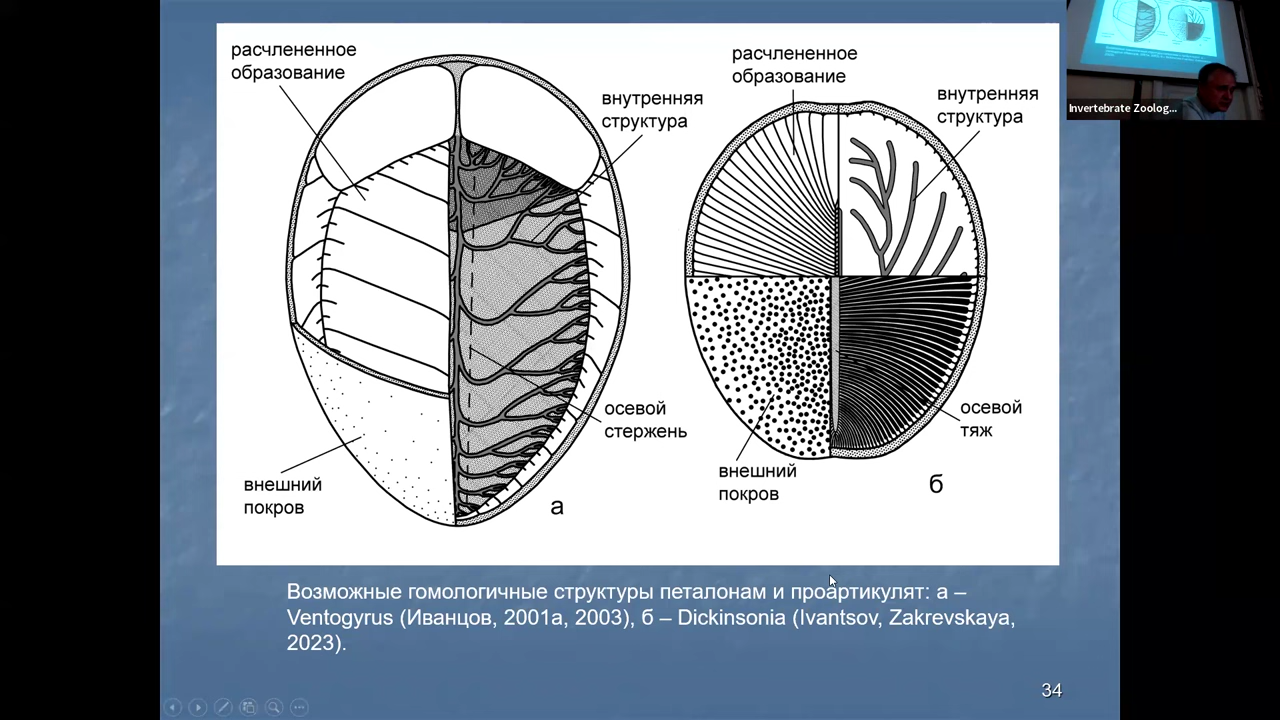 расчлененное
образование
внутренняя
структура
осевой
стержень
внешний
покров
а
расчлененное
образование
внутренняя
структура
осевой
тяж
внешний
покров
б
Возможные гомологичные структуры петалонам и проартикулят: а –
Ventogyrus (Иванцов, 2001а, 2003), б – Dickinsonia (Ivantsov, Zakrevskaya,
2023).
34
Invertebrate Zoolog...